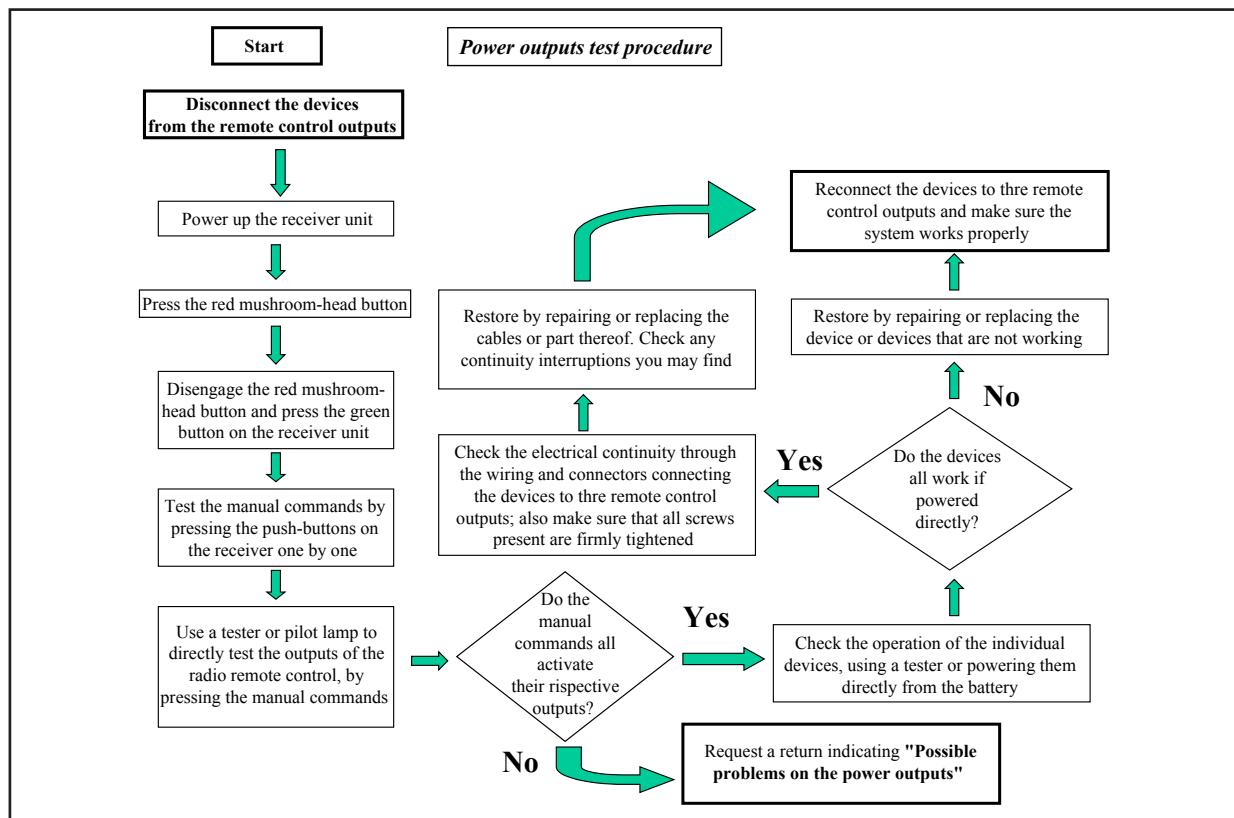 Start
Power outputs test procedure
Disconnect the devices
from the remote control outputs
Power up the receiver unit
Press the red mushroom-head button
Disengage the red mushroom-
head button and press the green
button on the receiver unit
Test the manual commands by
pressing the push-buttons on
the receiver one by one
Use a tester or pilot lamp to
directly test the outputs of the
radio remote control, by
pressing the manual commands
Do the
manual
commands all
activate
their rispective
outputs?
No
Request a return indicating "Possible
problems on the power outputs"
Yes
Check the operation of the individual
devices, using a tester or powering them
directly from the battery
Do the devices
all work if
powered
directly?
Yes
Check the electrical continuity through
the wiring and connectors connecting
the devices to thre remote control
outputs; also make sure that all screws
present are firmly tightened
Restore by repairing or replacing the
cables or part thereof. Check any
continuity interruptions you may find
No
Restore by repairing or replacing the
device or devices that are not working
Reconnect the devices to thre remote
control outputs and make sure the
system works properly